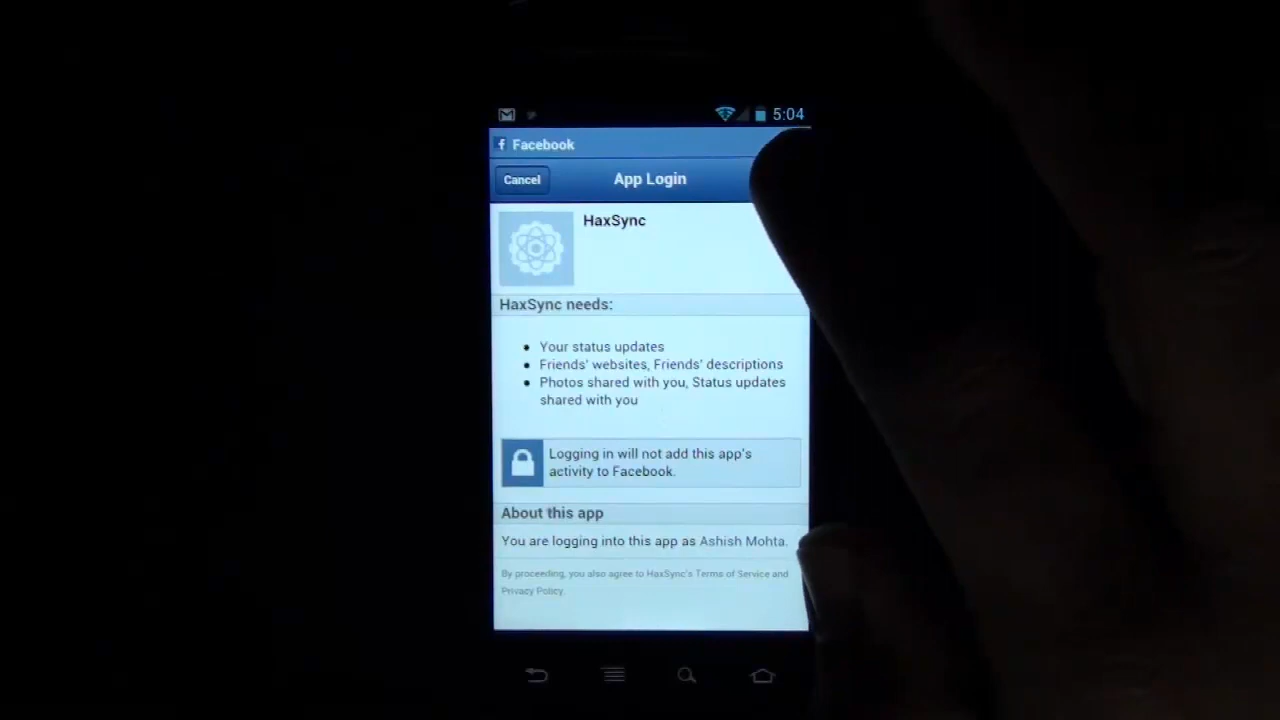 5:04
f Facebook
Cancel
App Login
HaxSync
HaxSync needs:
Your status updates
Friends' websites, Friends' descriptions
Photos shared with you, Status updates
shared with you
Logging in will not add this app's
activity to Facebook.
About this app
You are logging into this app as Ashish Mohta.
By proceeding, you also agree to HaxSync's Terms of Service and
Privacy Policy.